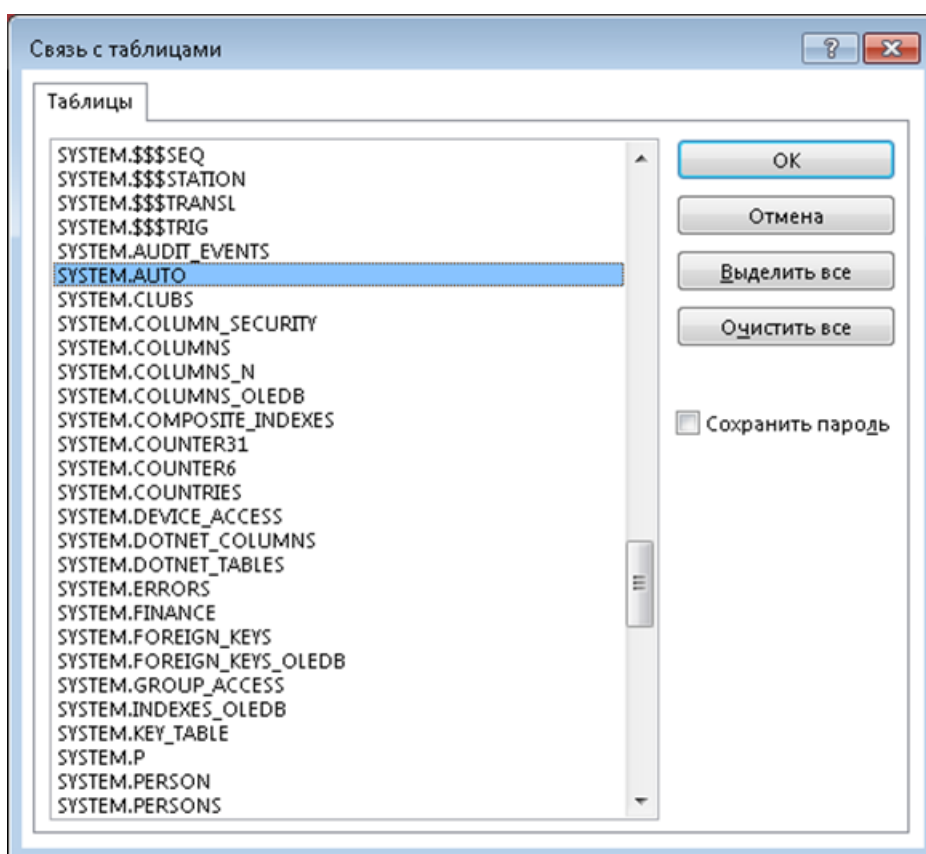 Связь с таблицами
Таблицы
SYSTEM.$$$SEQ
SYSTEM.$$$STATION
SYSTEM.$$$TRANSL
SYSTEM.$$$TRIG
SYSTEM.AUDIT_EVENTS
SYSTEM.AUTO
SYSTEM.CLUBS
SYSTEM.COLUMN_SECURITY
SYSTEM.COLUMNS
SYSTEM.COLUMNS_N
SYSTEM.COLUMNS_OLEDB
SYSTEM.COMPOSITE_INDEXES
SYSTEM.COUNTER31
SYSTEM.COUNTER6
SYSTEM.COUNTRIES
SYSTEM.DEVICE_ACCESS
SYSTEM.DOTNET_COLUMNS
SYSTEM.DOTNET_TABLES
SYSTEM.ERRORS
SYSTEM.FINANCE
SYSTEM.FOREIGN_KEYS
SYSTEM.FOREIGN_KEYS_OLEDB
SYSTEM.GROUP_ACCESS
SYSTEM.INDEXES_OLEDB
SYSTEM.KEY_TABLE
SYSTEM.P
SYSTEM.PERSON
SYSTEM.PERSONS
OK
Отмена
Выделить все
Очистить все
Сохранить пароль